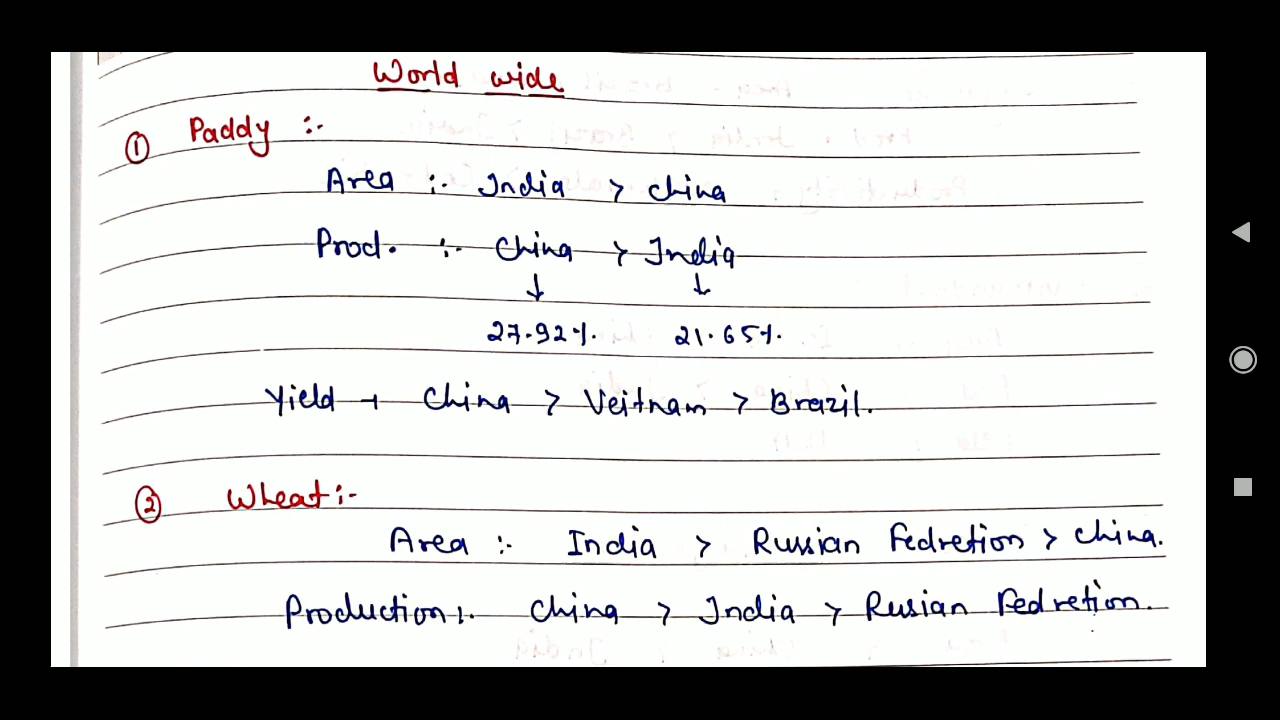 World wide
① Paddy :-
Area :- India > China
Prod. :- China > India
↓ ↓
27.92%. 21.65%.
Yield → China > Veitnam > Brazil.
② Wheat :-
Area :- India > Russian Fedretion > China.
Production :- China > India > Rusian Fedretion.